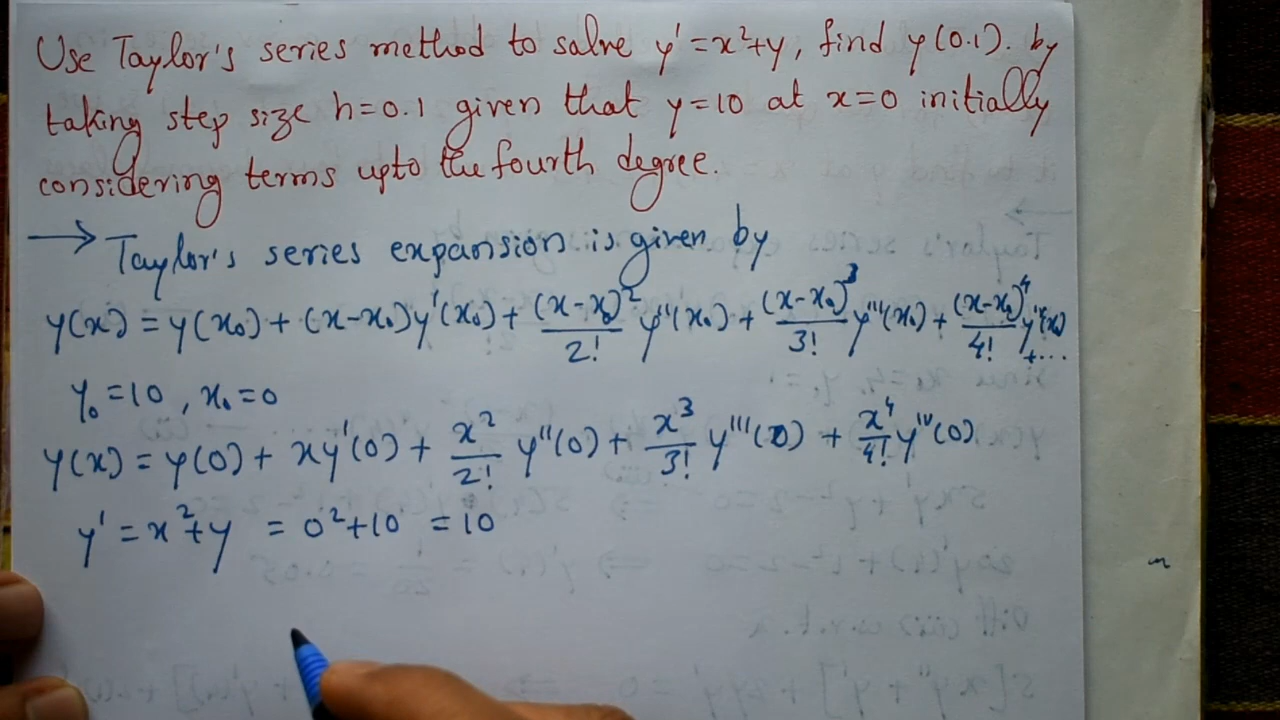 Use Taylor's series method to solve y' = x²+y, find y(0.1). by
taking step size h=0.1 given that y=10 at x=0 initially
considering terms upto the fourth degree.
→ Taylor's series expansion is given by
y(x) = y(x₀) + (x-x₀)y'(x₀) + (x-x₀)²/2! y''(x₀) + (x-x₀)³/3! y'''(x₀) + (x-x₀)⁴/4! y'ᵛ(x₀) + ...
y₀ = 10, x₀ = 0
y(x) = y(0) + xy'(0) + x²/2! y''(0) + x³/3! y'''(0) + x⁴/4! y'ᵛ(0)
y' = x²+y = 0²+10 = 10